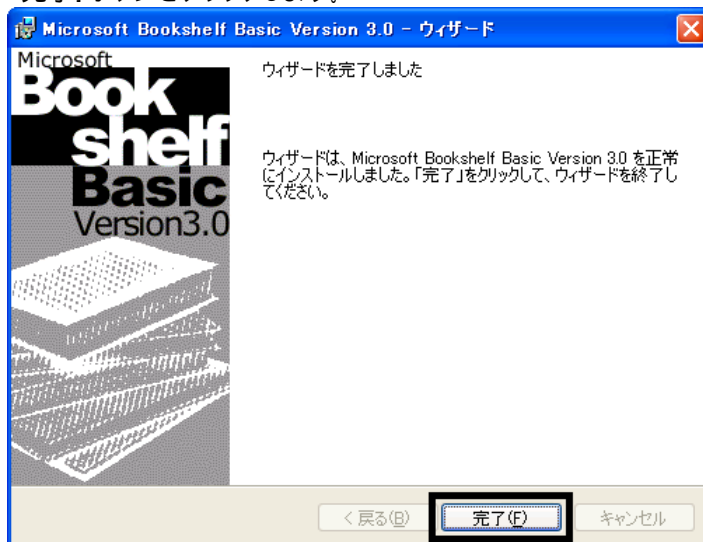 Microsoft Bookshelf Basic Version 3.0 - ウィザード
Microsoft
Book
shelf
Basic
Version3.0
ウィザードを完了しました
ウィザードは、Microsoft Bookshelf Basic Version 3.0 を正常
にインストールしました。「完了」をクリックして、ウィザードを終了し
てください。
< 戻る(B)
完了(F)
キャンセル